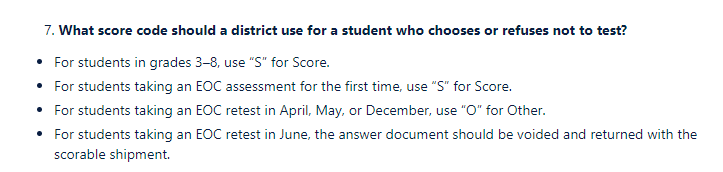 7. What score code should a district use for a student who chooses or refuses not to test?
• For students in grades 3–8, use “S” for Score.
• For students taking an EOC assessment for the first time, use “S” for Score.
• For students taking an EOC retest in April, May, or December, use “O” for Other.
• For students taking an EOC retest in June, the answer document should be voided and returned with the
scorable shipment.